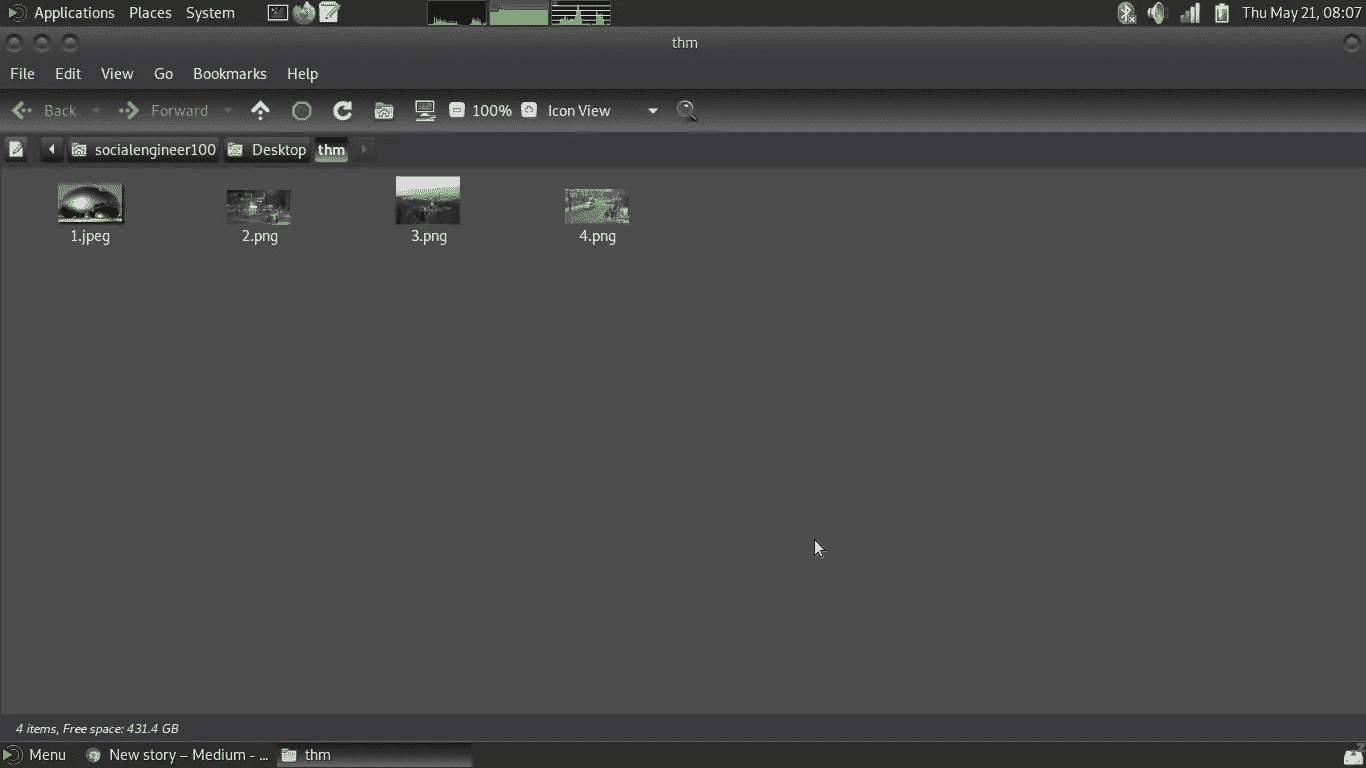 Applications Places System Thu May 21, 08:07
thm
File Edit View Go Bookmarks Help
Back Forward 100% Icon View
socialengineer100 Desktop thm
1.jpeg 2.png 3.png 4.png
4 items, Free space: 431.4 GB
Menu New story – Medium - ... thm